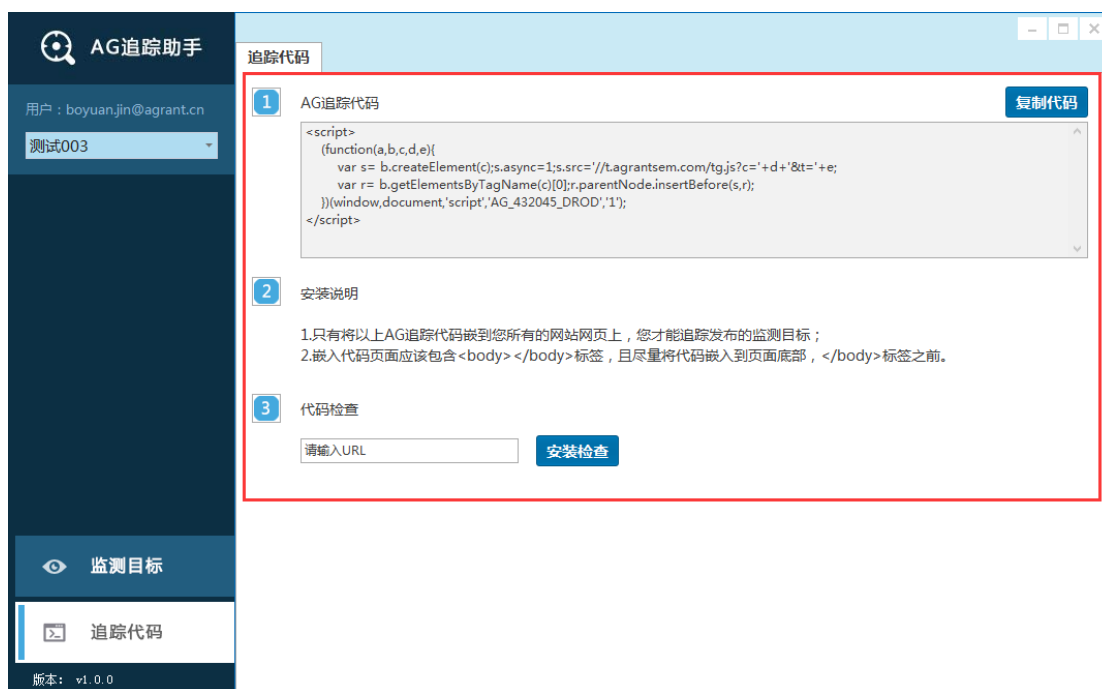 AG追踪助手
用户：boyuan.jin@agrant.cn
测试003
追踪代码
1
AG追踪代码
复制代码
<script>
(function(a,b,c,d,e){
var s= b.createElement(c);s.async=1;s.src='//t.agrantsem.com/tg.js?c='+d+'&t='+e;
var r= b.getElementsByTagName(c)[0];r.parentNode.insertBefore(s,r);
})(window,document,'script','AG_432045_DROD','1');
</script>
2
安装说明
1.只有将以上AG追踪代码嵌到您所有的网站网页上，您才能追踪发布的监测目标；
2.嵌入代码页面应该包含<body></body>标签，且尽量将代码嵌入到页面底部，</body>标签之前。
3
代码检查
请输入URL
安装检查
监测目标
追踪代码
版本： v1.0.0